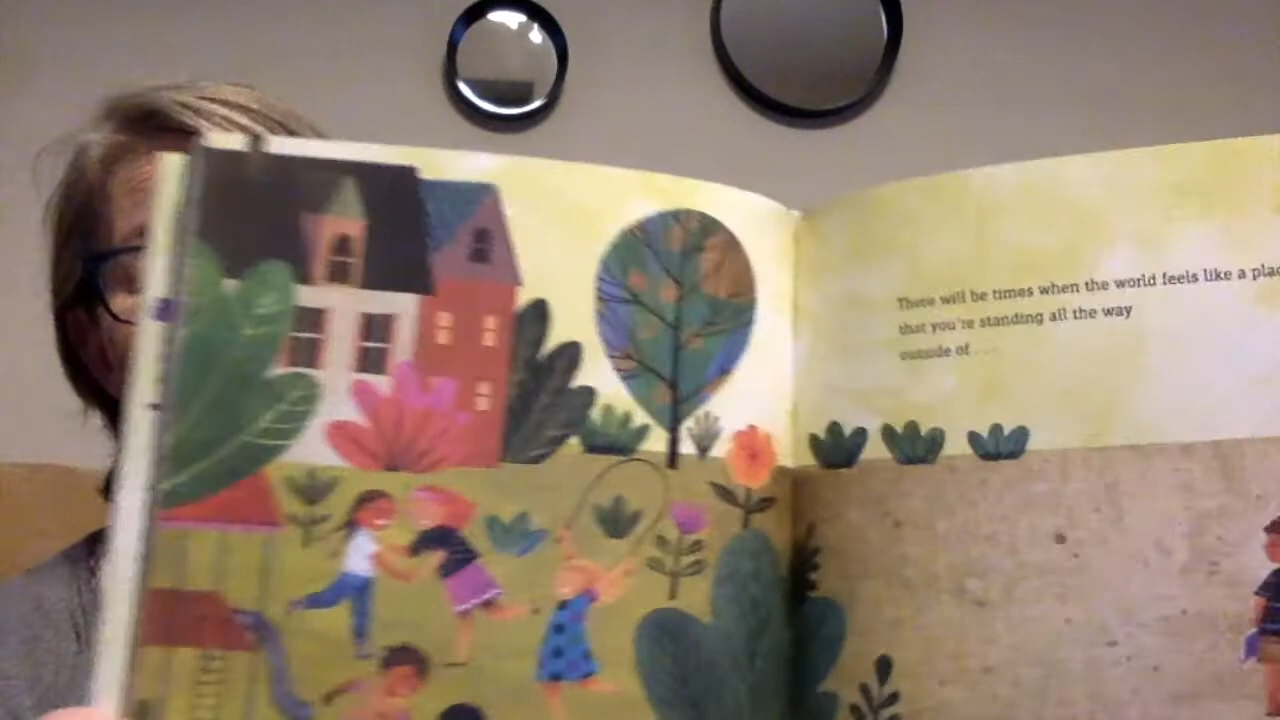 There will be times when the world feels like a place
that you're standing all the way
outside of . . .